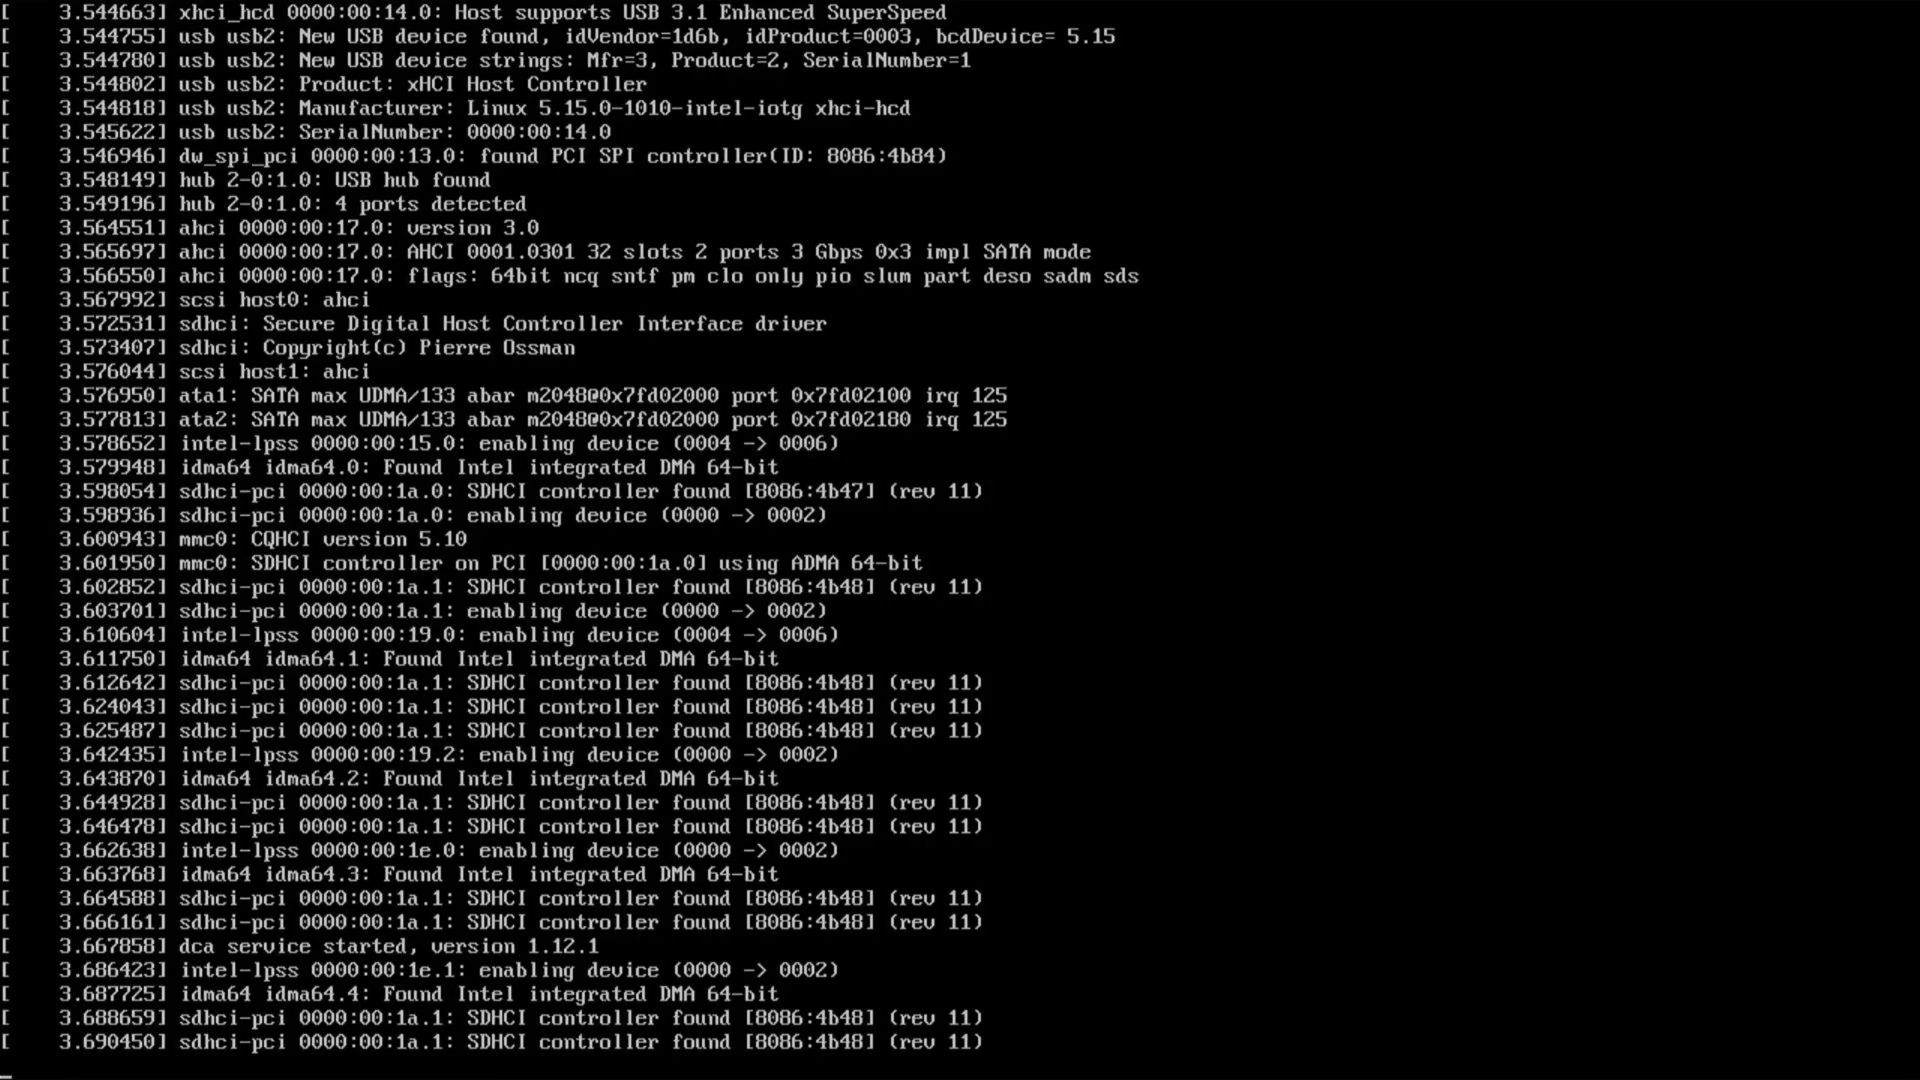 [    3.544663] xhci_hcd 0000:00:14.0: Host supports USB 3.1 Enhanced SuperSpeed
[    3.544755] usb usb2: New USB device found, idVendor=1d6b, idProduct=0003, bcdDevice= 5.15
[    3.544780] usb usb2: New USB device strings: Mfr=3, Product=2, SerialNumber=1
[    3.544802] usb usb2: Product: xHCI Host Controller
[    3.544818] usb usb2: Manufacturer: Linux 5.15.0-1010-intel-iotg xhci-hcd
[    3.545622] usb usb2: SerialNumber: 0000:00:14.0
[    3.546946] dw_spi_pci 0000:00:13.0: found PCI SPI controller(ID: 8086:4b84)
[    3.548149] hub 2-0:1.0: USB hub found
[    3.549196] hub 2-0:1.0: 4 ports detected
[    3.564551] ahci 0000:00:17.0: version 3.0
[    3.565697] ahci 0000:00:17.0: AHCI 0001.0301 32 slots 2 ports 3 Gbps 0x3 impl SATA mode
[    3.566550] ahci 0000:00:17.0: flags: 64bit ncq sntf pm clo only pio slum part deso sadm sds
[    3.567992] scsi host0: ahci
[    3.572531] sdhci: Secure Digital Host Controller Interface driver
[    3.573407] sdhci: Copyright(c) Pierre Ossman
[    3.576044] scsi host1: ahci
[    3.576950] ata1: SATA max UDMA/133 abar m2048@0x7fd02000 port 0x7fd02100 irq 125
[    3.577813] ata2: SATA max UDMA/133 abar m2048@0x7fd02000 port 0x7fd02180 irq 125
[    3.578652] intel-lpss 0000:00:15.0: enabling device (0004 -> 0006)
[    3.579948] idma64 idma64.0: Found Intel integrated DMA 64-bit
[    3.598054] sdhci-pci 0000:00:1a.0: SDHCI controller found [8086:4b47] (rev 11)
[    3.598936] sdhci-pci 0000:00:1a.0: enabling device (0000 -> 0002)
[    3.600943] mmc0: CQHCI version 5.10
[    3.601950] mmc0: SDHCI controller on PCI [0000:00:1a.0] using ADMA 64-bit
[    3.602852] sdhci-pci 0000:00:1a.1: SDHCI controller found [8086:4b48] (rev 11)
[    3.603701] sdhci-pci 0000:00:1a.1: enabling device (0000 -> 0002)
[    3.610604] intel-lpss 0000:00:19.0: enabling device (0004 -> 0006)
[    3.611750] idma64 idma64.1: Found Intel integrated DMA 64-bit
[    3.612642] sdhci-pci 0000:00:1a.1: SDHCI controller found [8086:4b48] (rev 11)
[    3.624043] sdhci-pci 0000:00:1a.1: SDHCI controller found [8086:4b48] (rev 11)
[    3.625487] sdhci-pci 0000:00:1a.1: SDHCI controller found [8086:4b48] (rev 11)
[    3.642435] intel-lpss 0000:00:19.2: enabling device (0000 -> 0002)
[    3.643870] idma64 idma64.2: Found Intel integrated DMA 64-bit
[    3.644928] sdhci-pci 0000:00:1a.1: SDHCI controller found [8086:4b48] (rev 11)
[    3.646478] sdhci-pci 0000:00:1a.1: SDHCI controller found [8086:4b48] (rev 11)
[    3.662638] intel-lpss 0000:00:1e.0: enabling device (0000 -> 0002)
[    3.663768] idma64 idma64.3: Found Intel integrated DMA 64-bit
[    3.664588] sdhci-pci 0000:00:1a.1: SDHCI controller found [8086:4b48] (rev 11)
[    3.666161] sdhci-pci 0000:00:1a.1: SDHCI controller found [8086:4b48] (rev 11)
[    3.667858] dca service started, version 1.12.1
[    3.686423] intel-lpss 0000:00:1e.1: enabling device (0000 -> 0002)
[    3.687725] idma64 idma64.4: Found Intel integrated DMA 64-bit
[    3.688659] sdhci-pci 0000:00:1a.1: SDHCI controller found [8086:4b48] (rev 11)
[    3.690450] sdhci-pci 0000:00:1a.1: SDHCI controller found [8086:4b48] (rev 11)